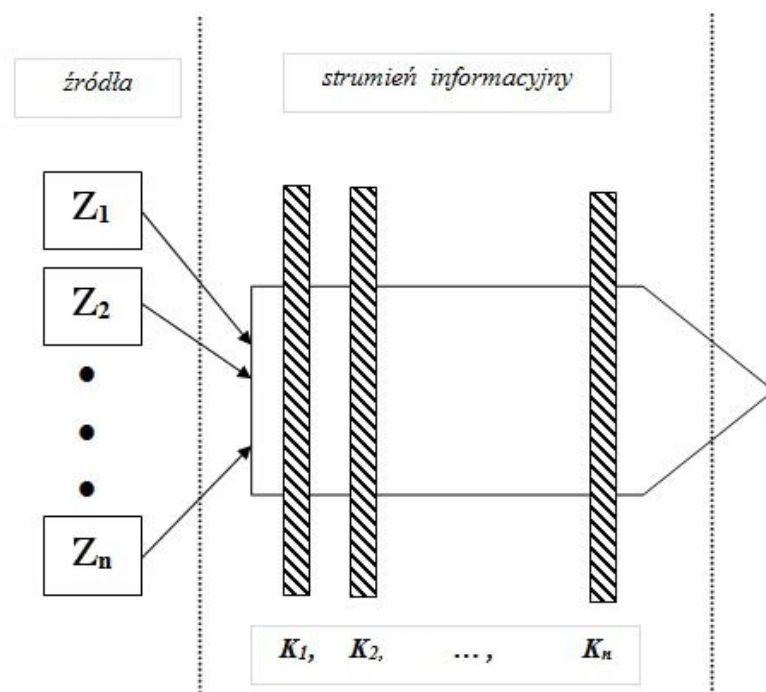 źródła
strumień informacyjny
Z1
Z2
Zn
K1, K2, ..., Kn